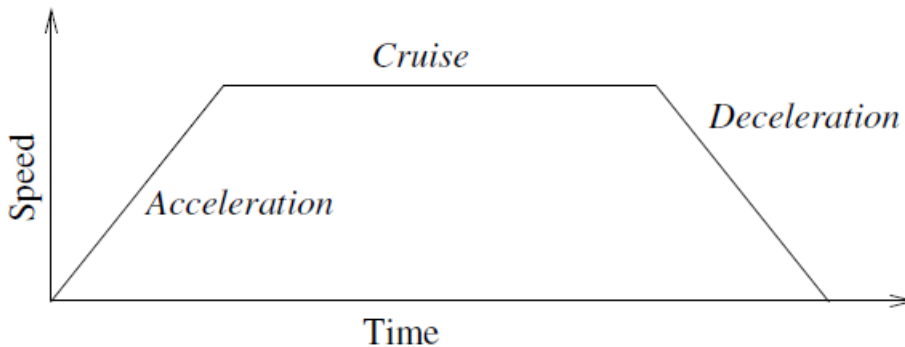 Cruise
Deceleration
Speed
Acceleration
Time